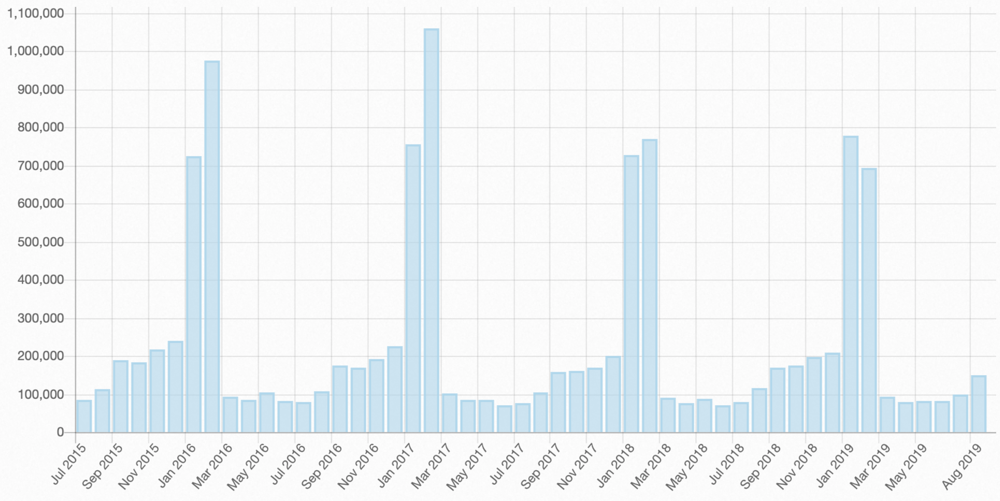 1,100,000
1,000,000
900,000
800,000
700,000
600,000
500,000
400,000
300,000
200,000
100,000
0
Jul 2015
Sep 2015
Nov 2015
Jan 2016
Mar 2016
May 2016
Jul 2016
Sep 2016
Nov 2016
Jan 2017
Mar 2017
May 2017
Jul 2017
Sep 2017
Nov 2017
Jan 2018
Mar 2018
May 2018
Jul 2018
Sep 2018
Nov 2018
Jan 2019
Mar 2019
May 2019
Aug 2019